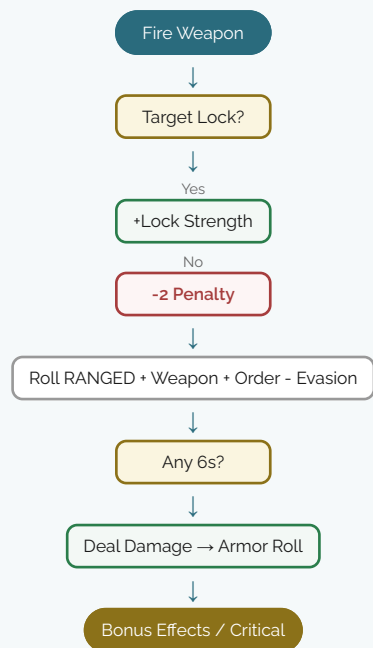 Fire Weapon
↓
Target Lock?
↓
Yes
+Lock Strength
No
-2 Penalty
↓
Roll RANGED + Weapon + Order - Evasion
↓
Any 6s?
↓
Deal Damage → Armor Roll
↓
Bonus Effects / Critical